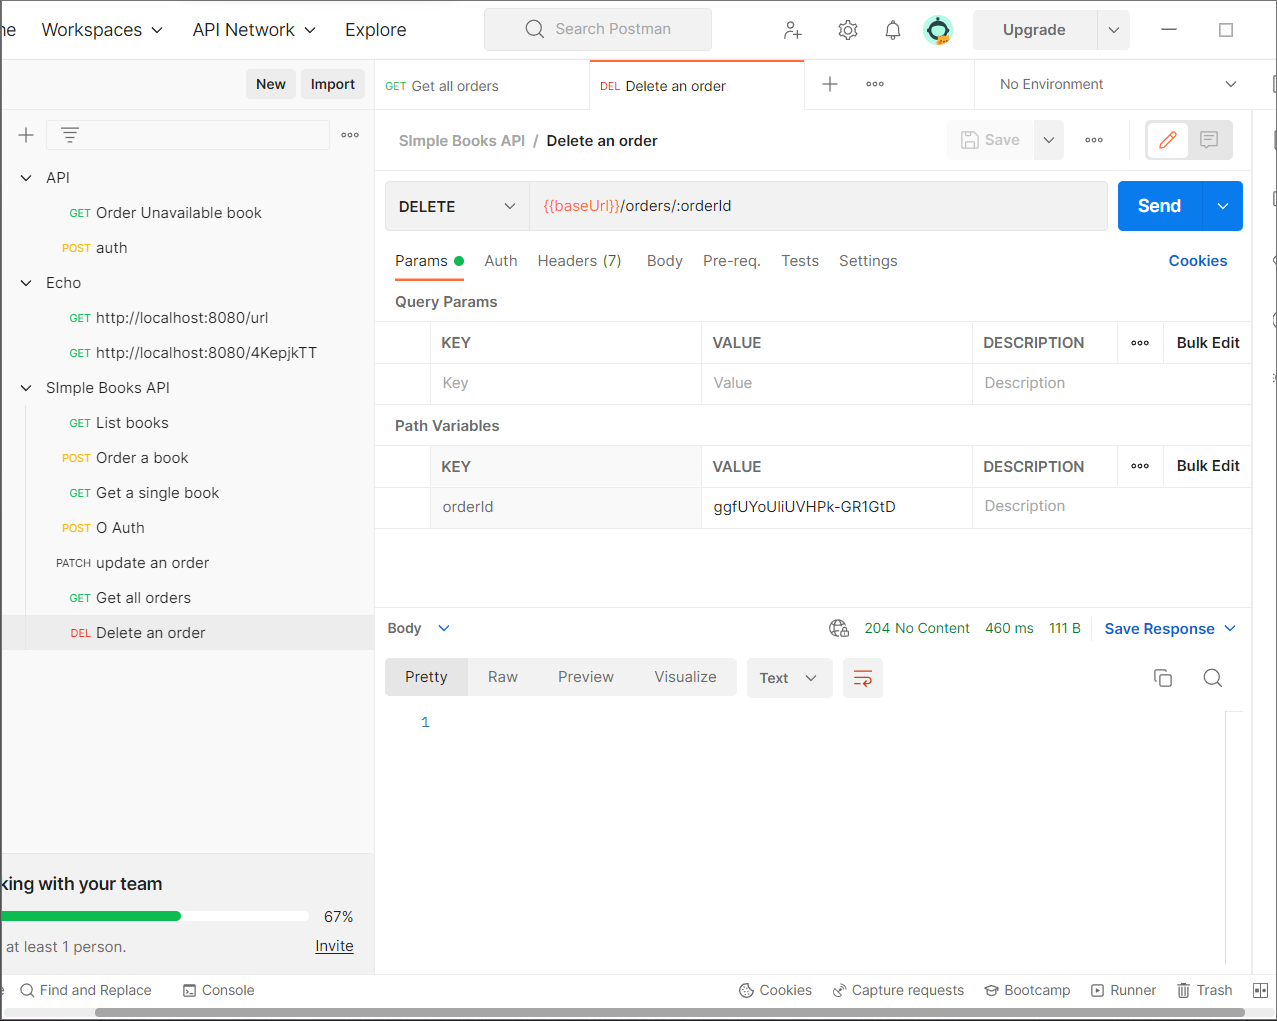 Workspaces API Network Explore Search Postman Upgrade
New Import GET Get all orders DEL Delete an order No Environment
SImple Books API / Delete an order Save
API
GET Order Unavailable book
POST auth
Echo
GET http://localhost:8080/url
GET http://localhost:8080/4KepjkTT
SImple Books API
GET List books
POST Order a book
GET Get a single book
POST O Auth
PATCH update an order
GET Get all orders
DEL Delete an order
DELETE {{baseUrl}}/orders/:orderId Send
Params Auth Headers (7) Body Pre-req. Tests Settings Cookies
Query Params
KEY VALUE DESCRIPTION Bulk Edit
Key Value Description
Path Variables
KEY VALUE DESCRIPTION Bulk Edit
orderId ggfUYoUliUVHPk-GR1GtD Description
Body 204 No Content 460 ms 111 B Save Response
Pretty Raw Preview Visualize Text
1
king with your team
67%
at least 1 person. Invite
Find and Replace Console Cookies Capture requests Bootcamp Runner Trash